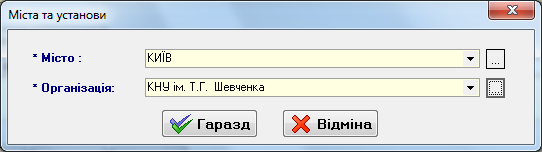 Міста та установи
* Місто : КИЇВ ...
* Організація: КНУ ім. Т.Г. Шевченка
Гаразд Відміна